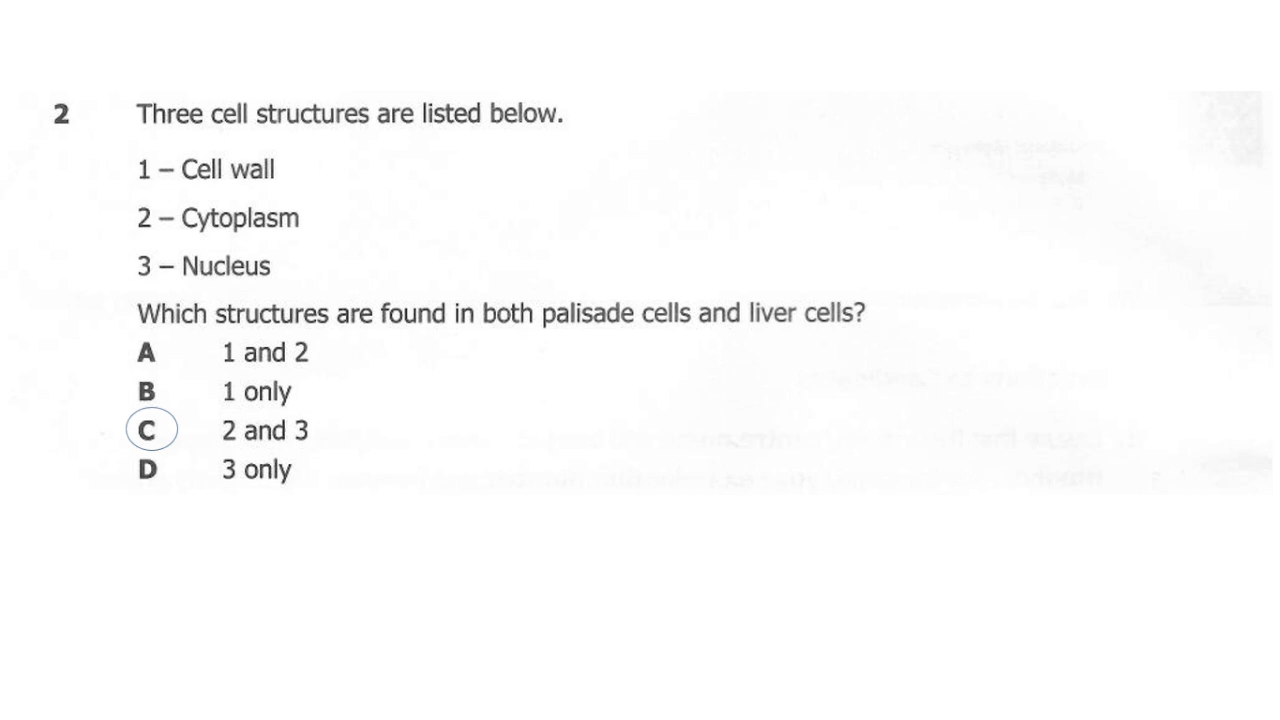 2 Three cell structures are listed below.
1 – Cell wall
2 – Cytoplasm
3 – Nucleus
Which structures are found in both palisade cells and liver cells?
A 1 and 2
B 1 only
C 2 and 3
D 3 only